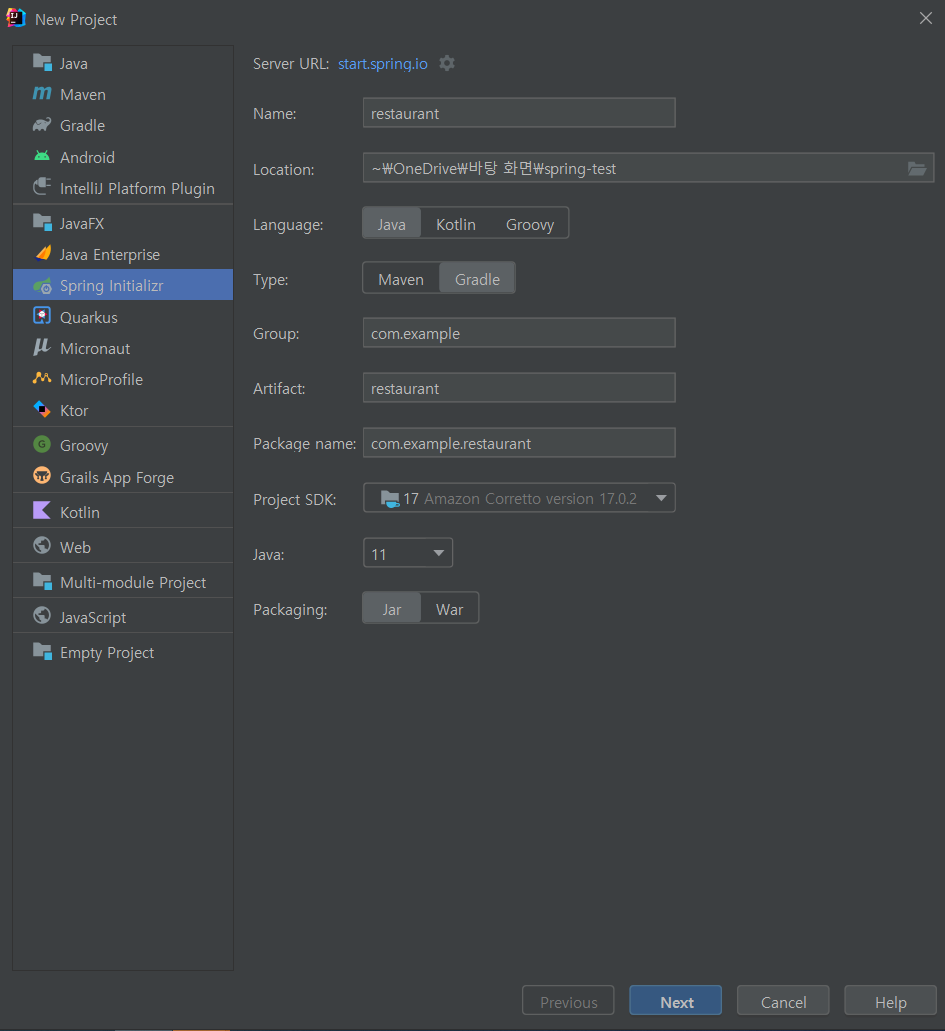 New Project
Java
Maven
Gradle
Android
IntelliJ Platform Plugin
JavaFX
Java Enterprise
Spring Initializr
Quarkus
Micronaut
MicroProfile
Ktor
Groovy
Grails App Forge
Kotlin
Web
Multi-module Project
JavaScript
Empty Project
Server URL: start.spring.io
Name: restaurant
Location: ~₩OneDrive₩바탕 화면₩spring-test
Language: Java Kotlin Groovy
Type: Maven Gradle
Group: com.example
Artifact: restaurant
Package name: com.example.restaurant
Project SDK: 17 Amazon Corretto version 17.0.2
Java: 11
Packaging: Jar War
Previous Next Cancel Help